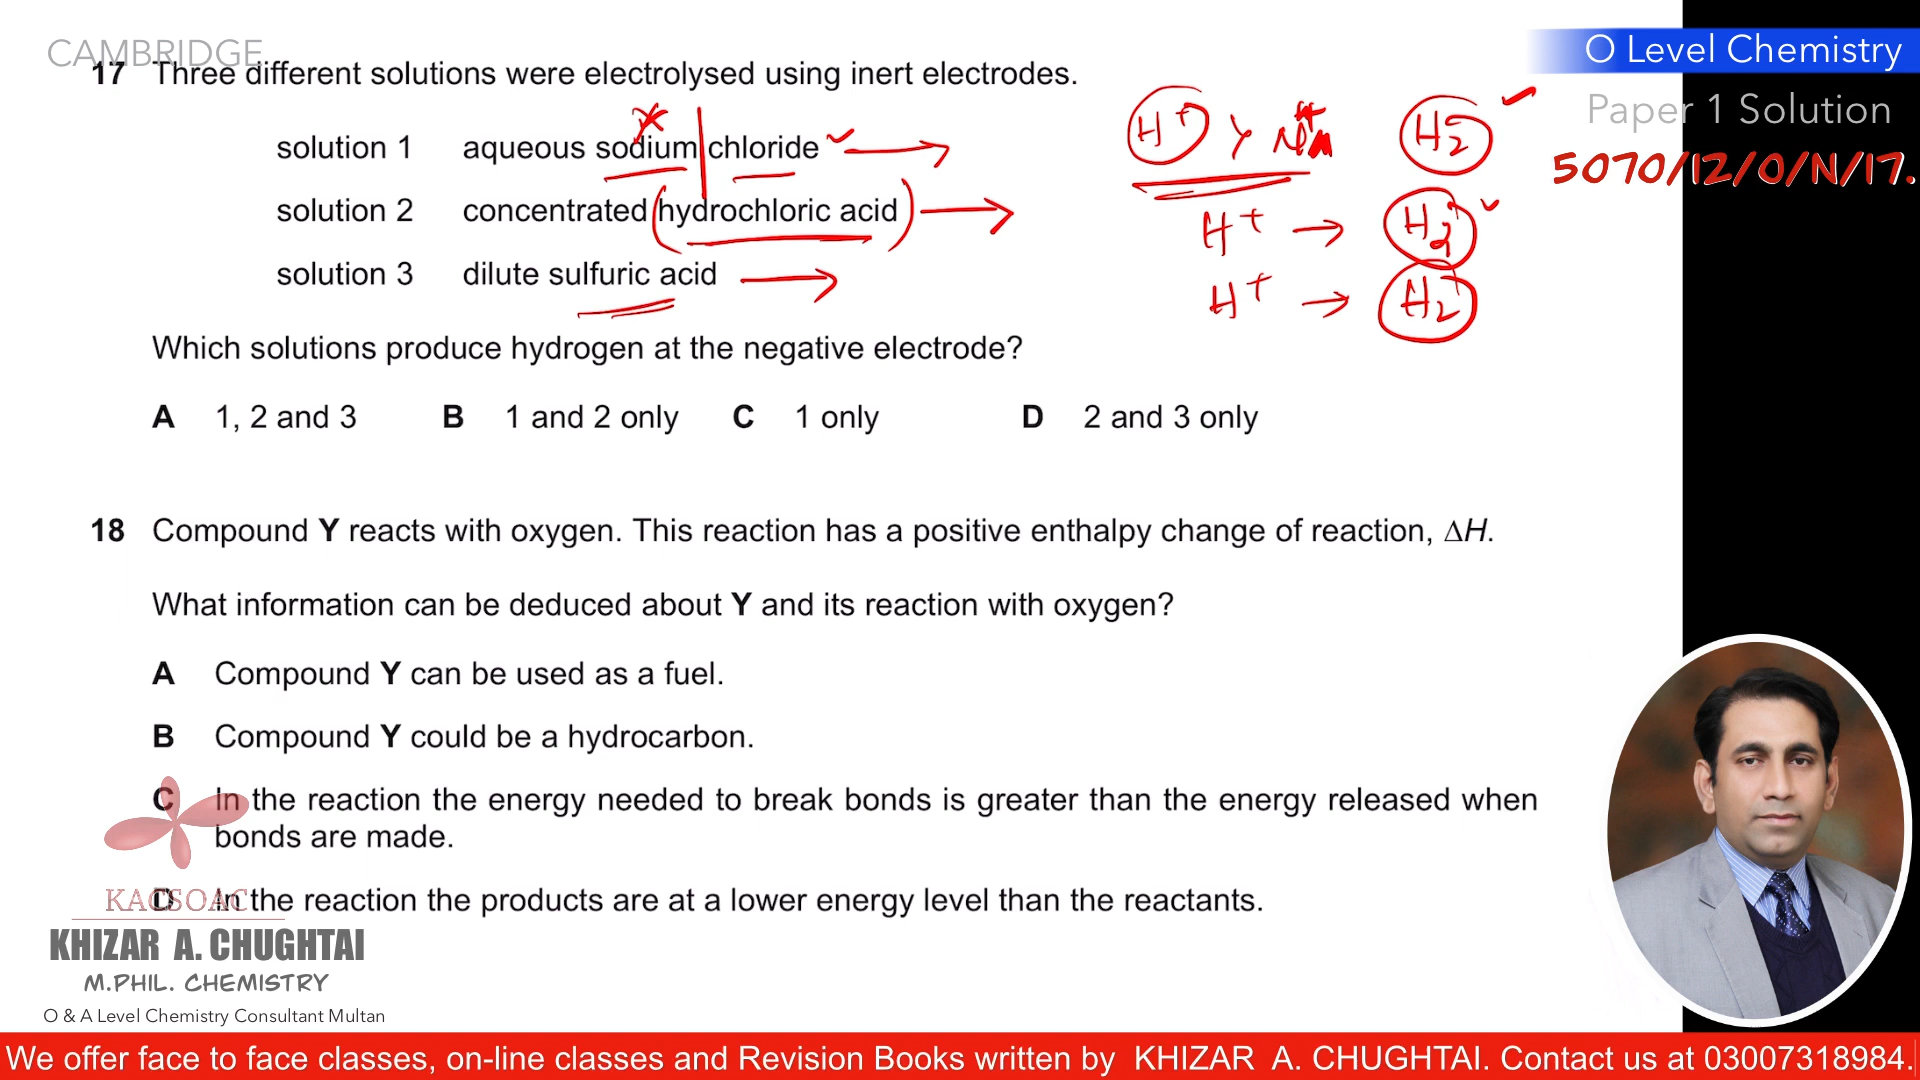 CAMBRIDGE
O Level Chemistry
Paper 1 Solution
5070/12/O/N/17.
17 Three different solutions were electrolysed using inert electrodes.
solution 1 aqueous sodium chloride
solution 2 concentrated hydrochloric acid
solution 3 dilute sulfuric acid
H+
H2
H+ → H2
H+ → H2
Which solutions produce hydrogen at the negative electrode?
A 1, 2 and 3 B 1 and 2 only C 1 only D 2 and 3 only
18 Compound Y reacts with oxygen. This reaction has a positive enthalpy change of reaction, ΔH.
What information can be deduced about Y and its reaction with oxygen?
A Compound Y can be used as a fuel.
B Compound Y could be a hydrocarbon.
C In the reaction the energy needed to break bonds is greater than the energy released when
bonds are made.
D In the reaction the products are at a lower energy level than the reactants.
KACSOAC
KHIZAR A. CHUGHTAI
M.PHIL. CHEMISTRY
O & A Level Chemistry Consultant Multan
We offer face to face classes, on-line classes and Revision Books written by KHIZAR A. CHUGHTAI. Contact us at 03007318984.